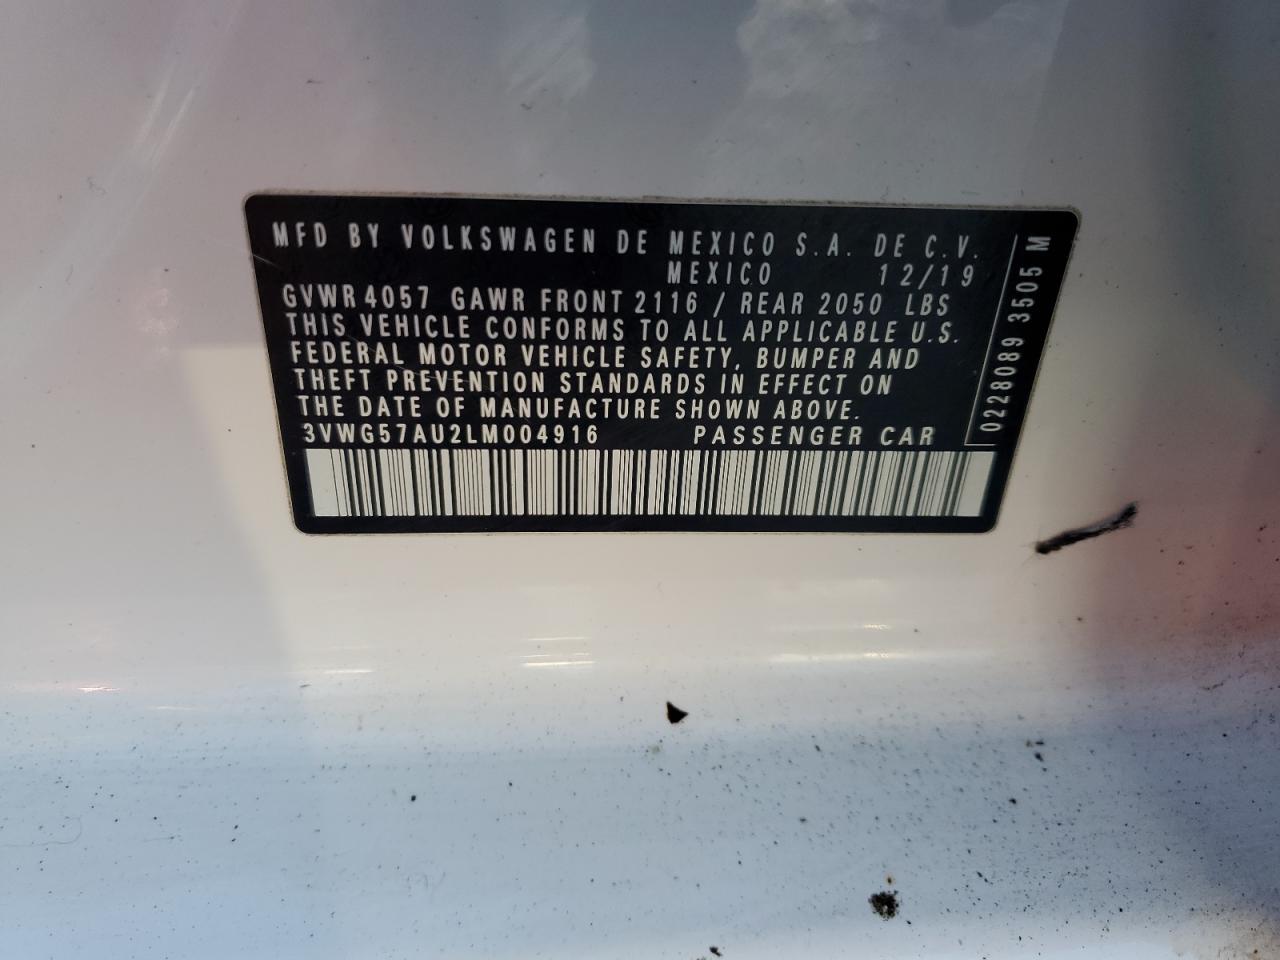 MFD BY VOLKSWAGEN DE MEXICO S.A. DE C.V.
MEXICO 12/19
GVWR 4057 GAWR FRONT 2116 / REAR 2050 LBS
THIS VEHICLE CONFORMS TO ALL APPLICABLE U.S.
FEDERAL MOTOR VEHICLE SAFETY, BUMPER AND
THEFT PREVENTION STANDARDS IN EFFECT ON
THE DATE OF MANUFACTURE SHOWN ABOVE.
3VWG57AU2LM004916 PASSENGER CAR
0228089 3505 M